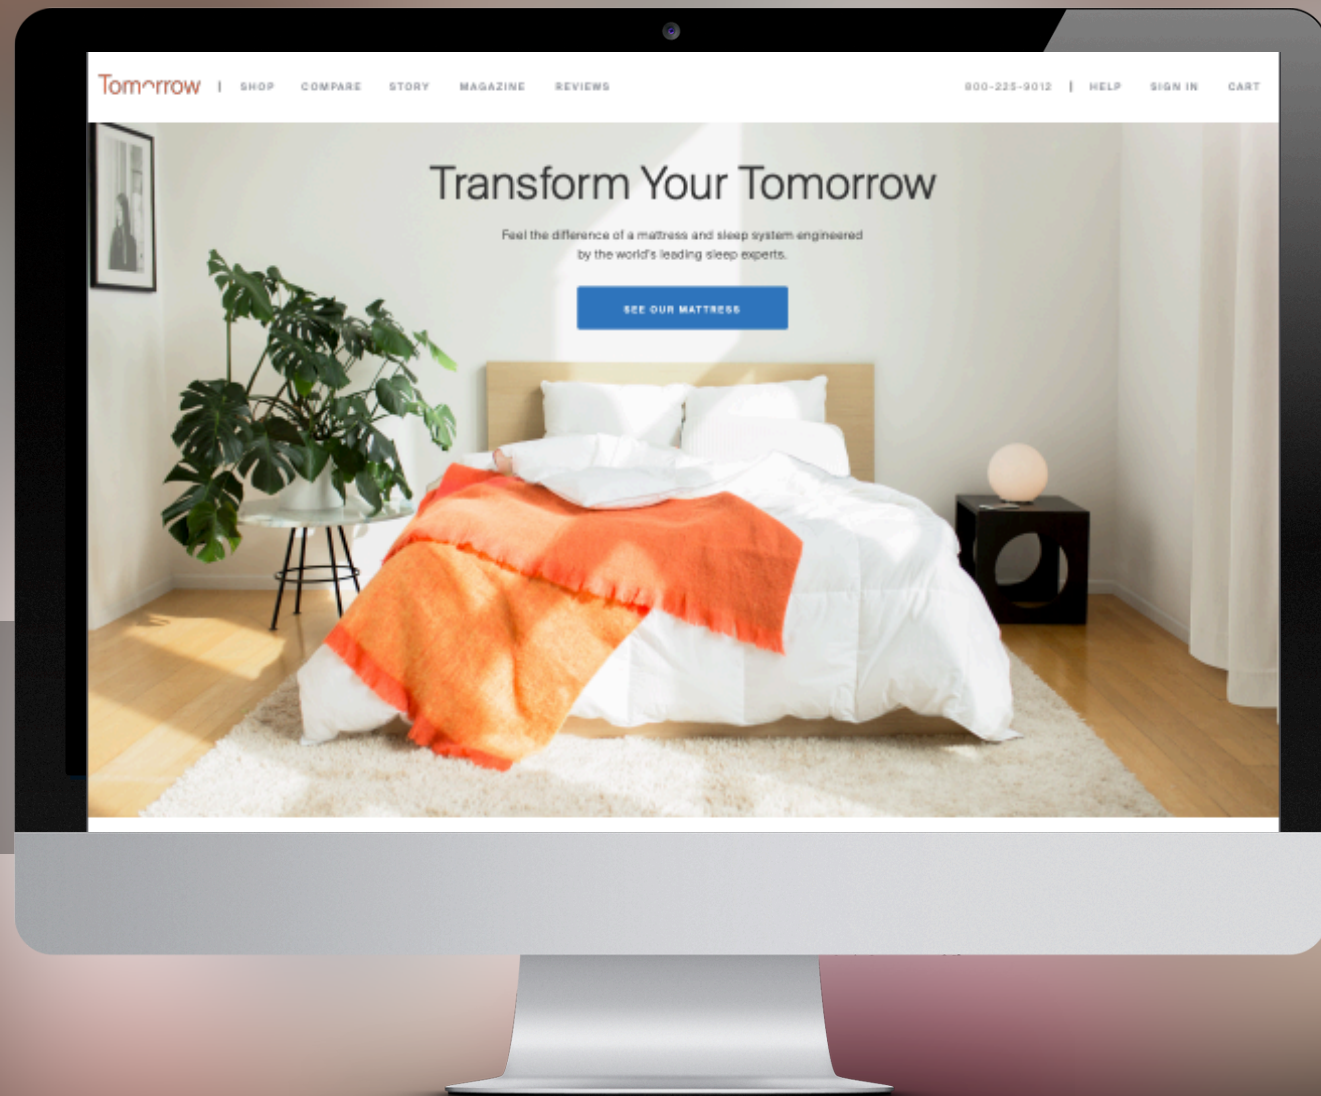 Tomorrow | SHOP COMPARE STORY MAGAZINE REVIEWS 800-225-9012 | HELP SIGN IN CART
Transform Your Tomorrow
Feel the difference of a mattress and sleep system engineered
by the world's leading sleep experts.
SEE OUR MATTRESS